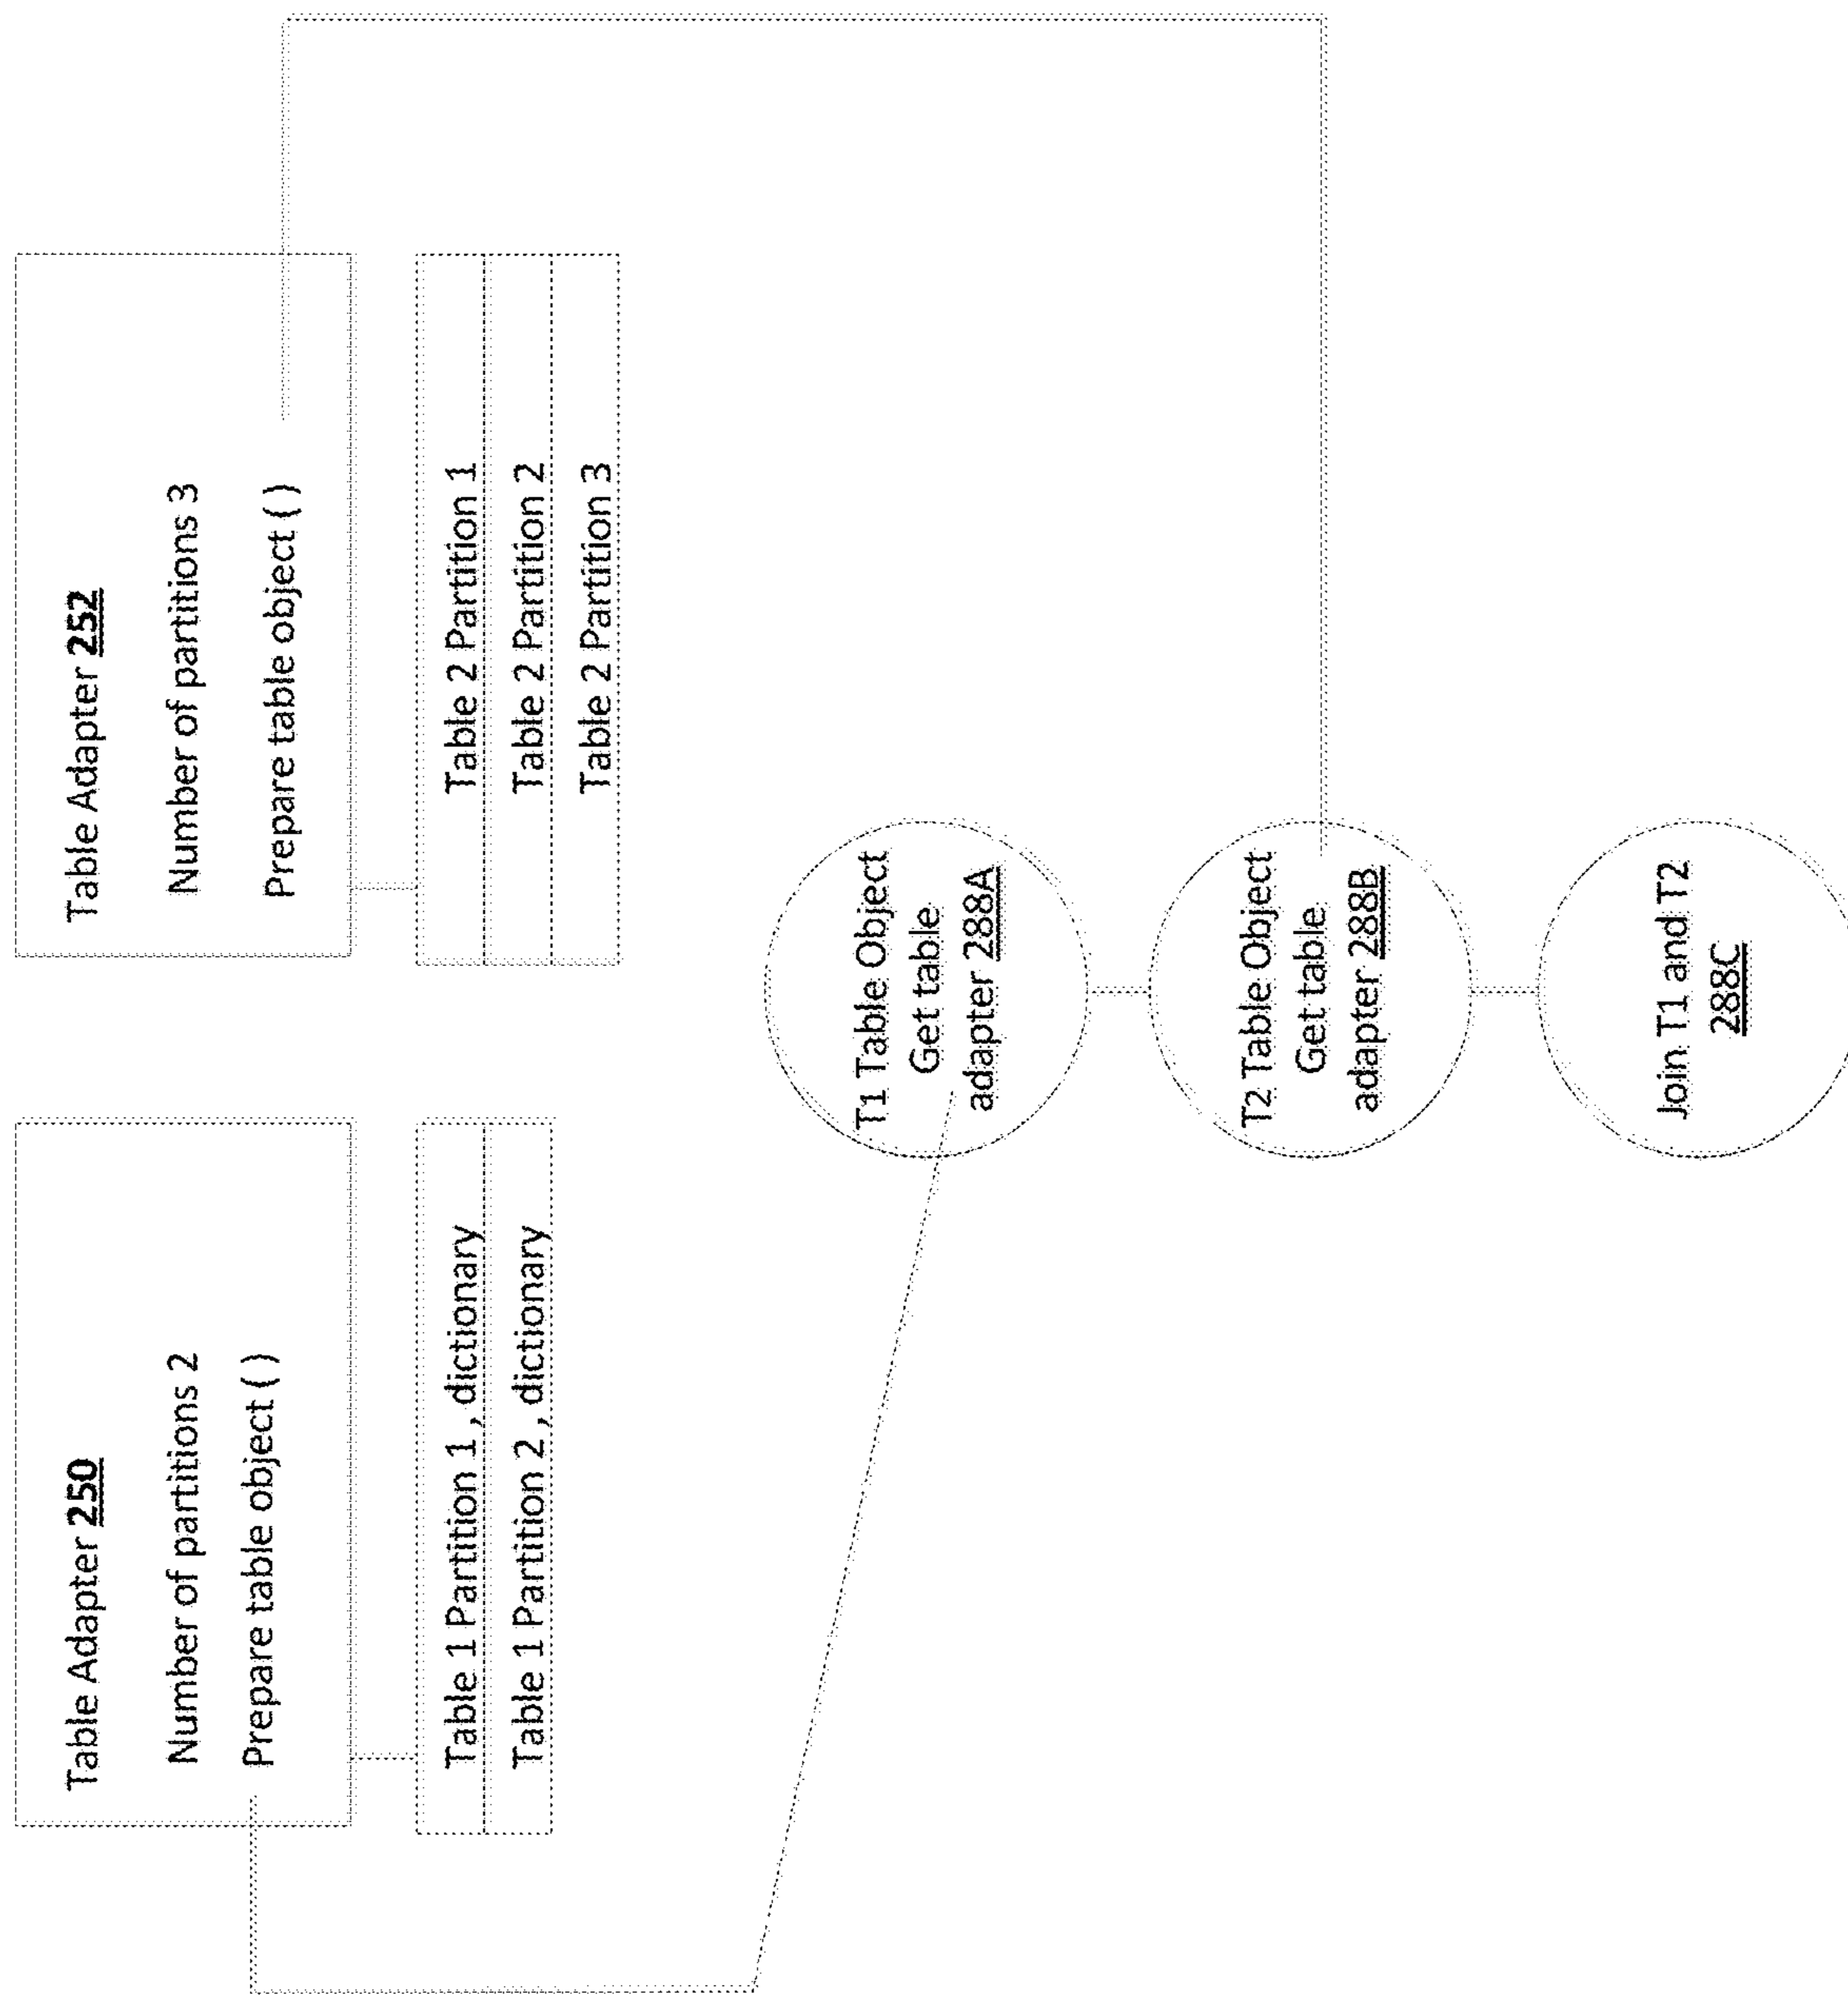 Table Adapter 250
Number of partitions 2
Prepare table object ( )
Table 1 Partition 1 , dictionary
Table 1 Partition 2 , dictionary
Table Adapter 252
Number of partitions 3
Prepare table object ( )
Table 2 Partition 1
Table 2 Partition 2
Table 2 Partition 3
T1 Table Object
Get table
adapter 288A
T2 Table Object
Get table
adapter 288B
Join T1 and T2
288C